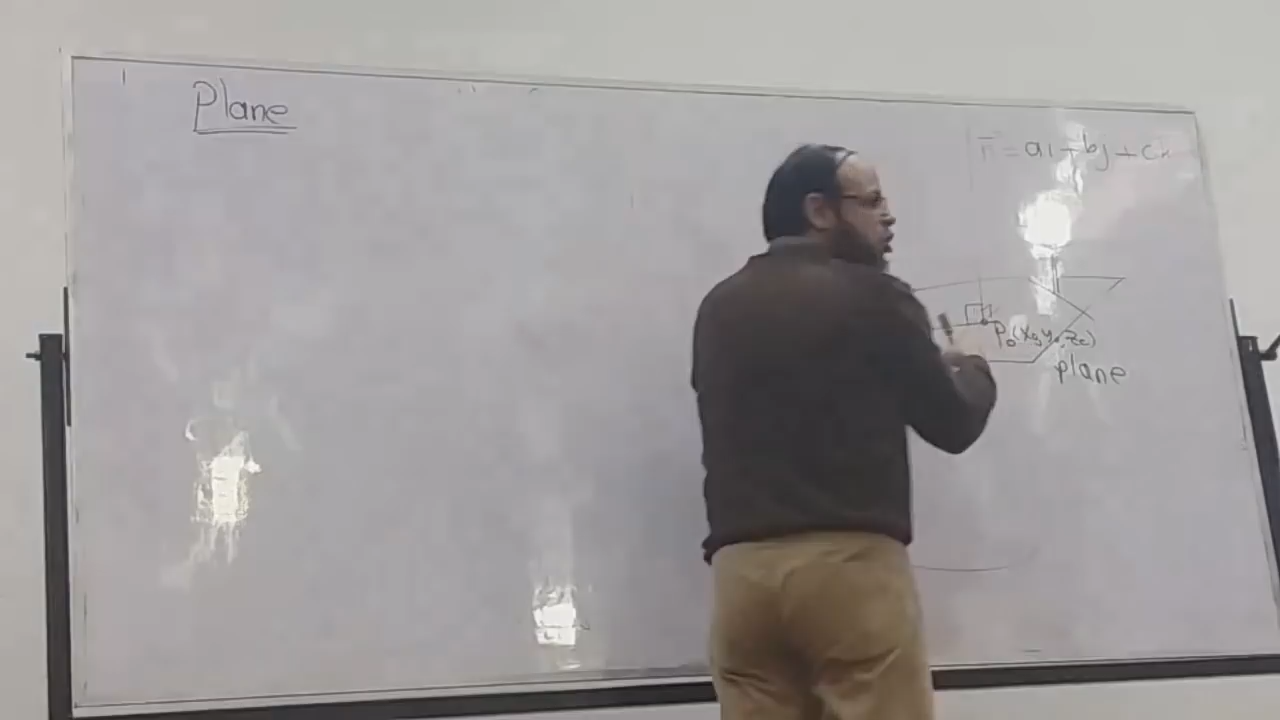 Plane
n = ai + bj + ck
P₀(x₀, y₀, z₀)
plane